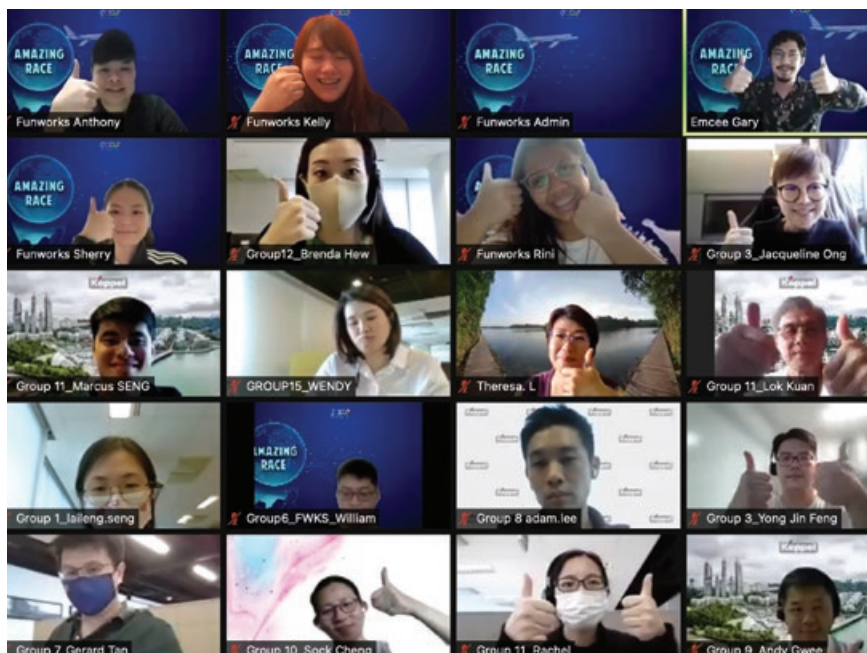 AMAZING
RACE
Funworks Anthony
AMAZING
RACE
Funworks Kelly
AMAZING
RACE
Funworks Admin
AMAZING
RACE
Emcee Gary
AMAZING
RACE
Funworks Sherry
Group12_Brenda Hew
Funworks Rini
Group 3_Jacqueline Ong
Keppel
Group 11_Marcus SENG
GROUP15_WENDY
Theresa. L
Keppel
Group 11_Lok Kuan
Group 1_laileng.seng
AMAZING
RACE
Group6_FWKS_William
Group 8 adam.lee
Group 3_Yong Jin Feng
Group 7_Gerard Tan
Group 10_Sock Cheng
Group 11_Rachel
Keppel
Group 9_Andy Gwee